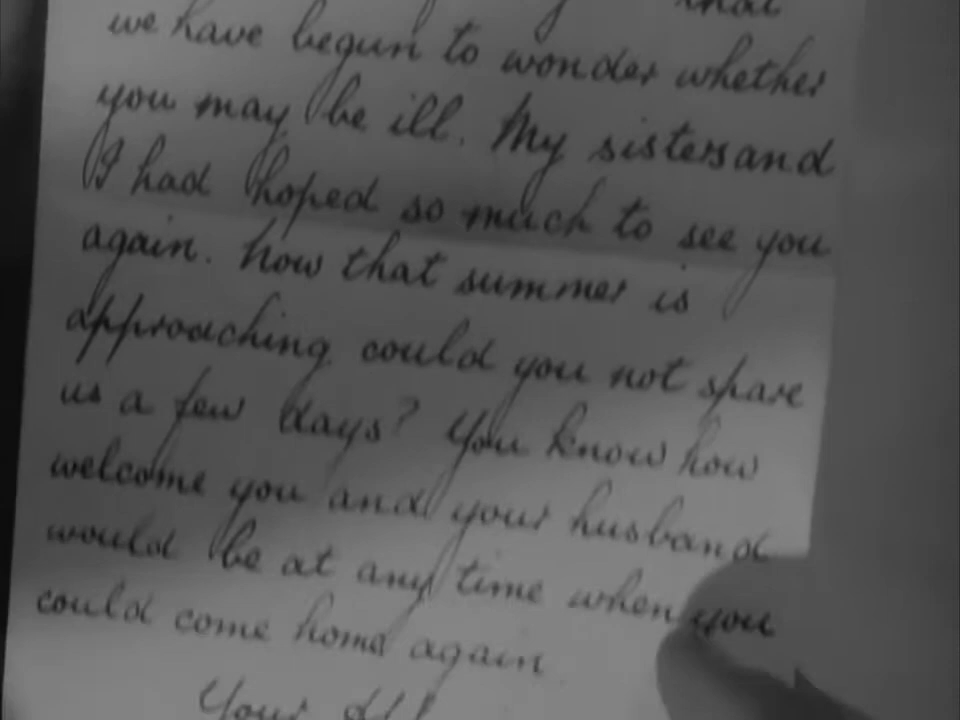 that
we have begun to wonder whether
you may be ill. My sisters and
I had hoped so much to see you
again. Now that summer is
approaching could you not spare
us a few days? You know how
welcome you and your husband
would be at any time when you
could come home again
Your